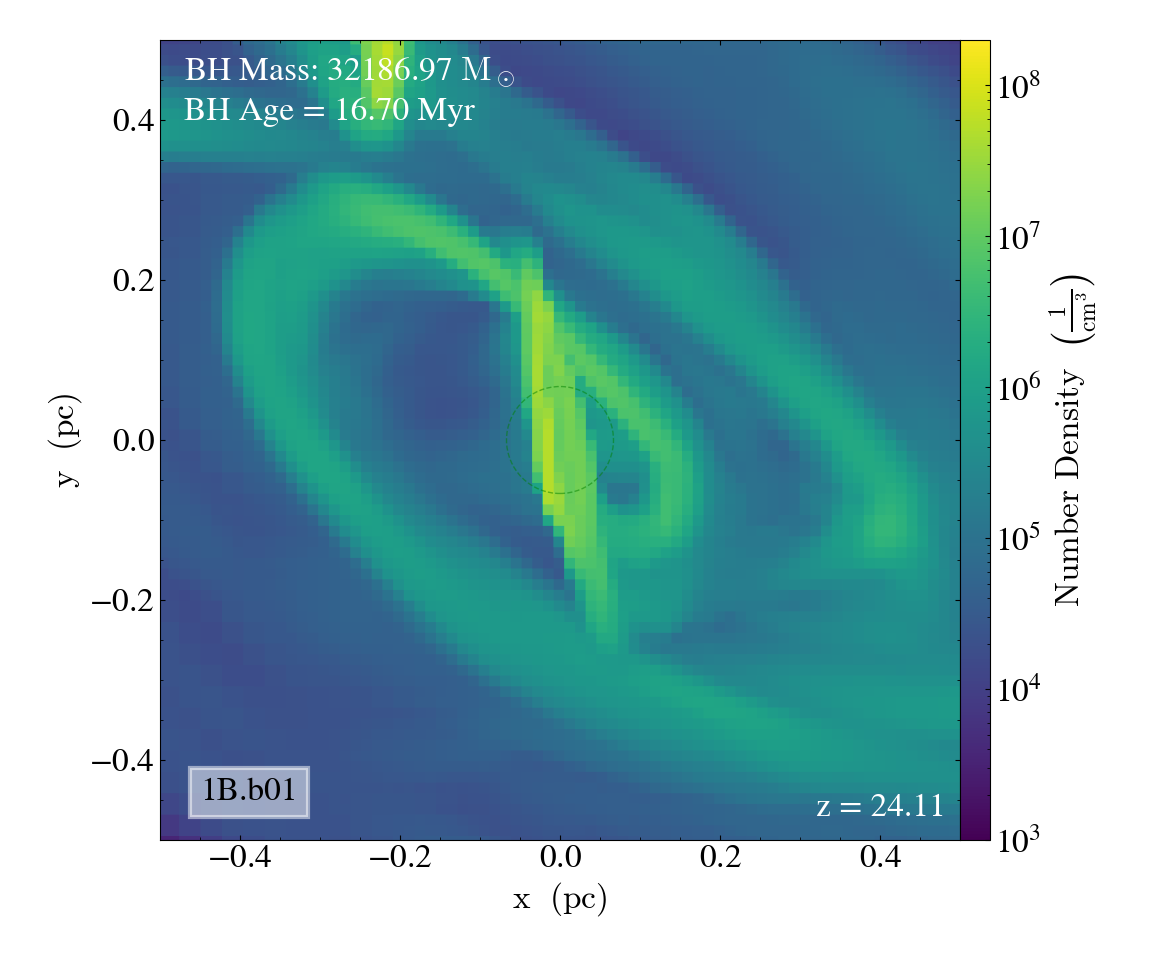 BH Mass: 32186.97 M⊙
BH Age = 16.70 Myr
0.4
0.2
0.0
−0.2
−0.4
y (pc)
1B.b01
z = 24.11
−0.4 −0.2 0.0 0.2 0.4
x (pc)
10⁸
10⁷
10⁶
10⁵
10⁴
10³
Number Density (1/cm³)